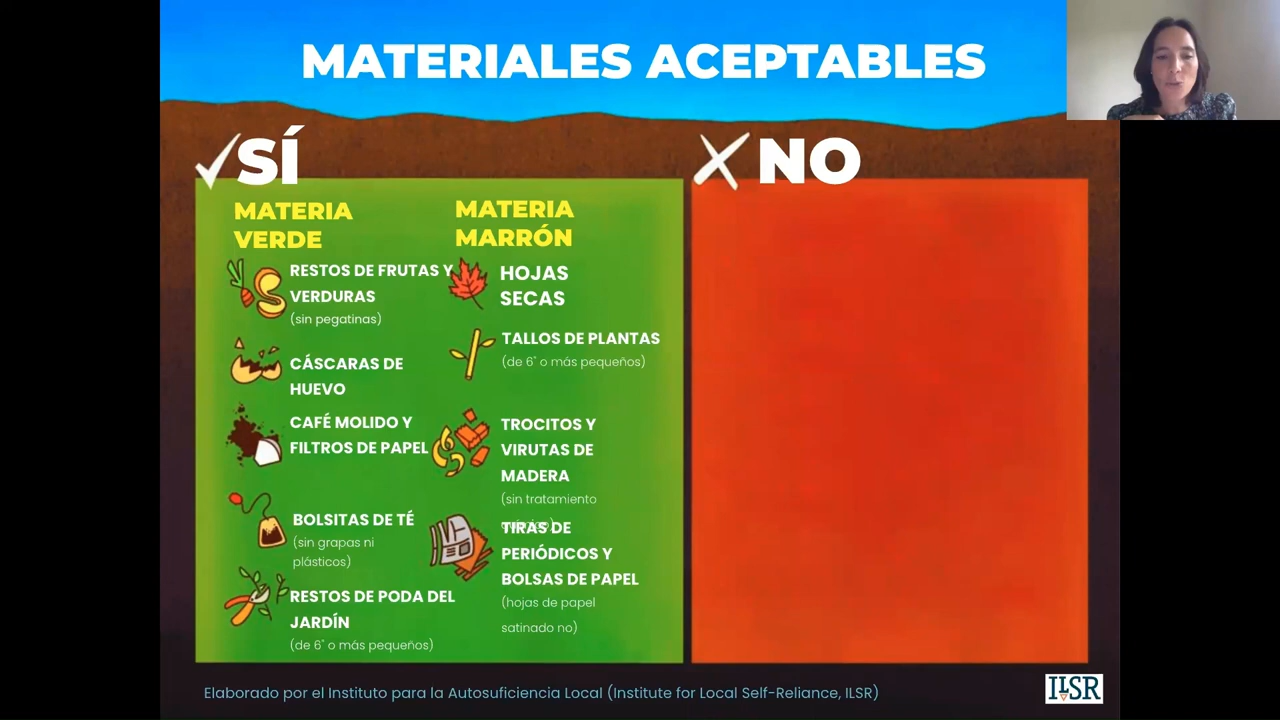 MATERIALES ACEPTABLES
SÍ
MATERIA
VERDE
RESTOS DE FRUTAS Y
VERDURAS
(sin pegatinas)
CÁSCARAS DE
HUEVO
CAFÉ MOLIDO Y
FILTROS DE PAPEL
BOLSITAS DE TÉ
(sin grapas ni
plásticos)
RESTOS DE PODA DEL
JARDÍN
(de 6" o más pequeños)
MATERIA
MARRÓN
HOJAS
SECAS
TALLOS DE PLANTAS
(de 6" o más pequeños)
TROCITOS Y
VIRUTAS DE
MADERA
(sin tratamiento
TIRAS DE
PERIÓDICOS Y
BOLSAS DE PAPEL
(hojas de papel
satinado no)
NO
Elaborado por el Instituto para la Autosuficiencia Local (Institute for Local Self-Reliance, ILSR)
ILSR